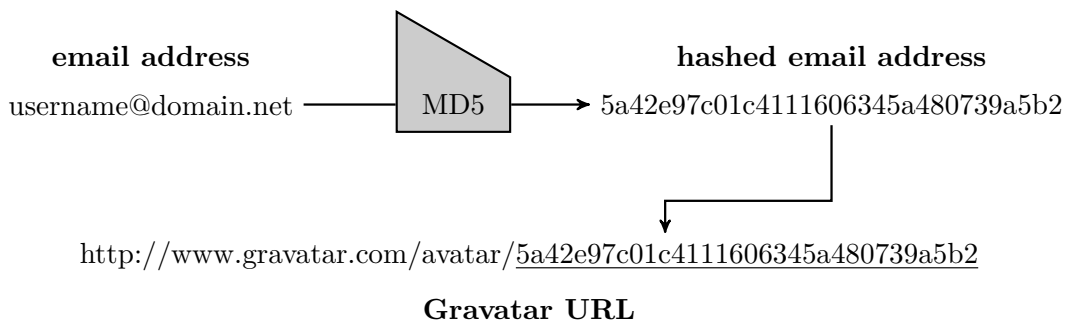 email address
hashed email address
username@domain.net
MD5
5a42e97c01c4111606345a480739a5b2
http://www.gravatar.com/avatar/5a42e97c01c4111606345a480739a5b2
Gravatar URL